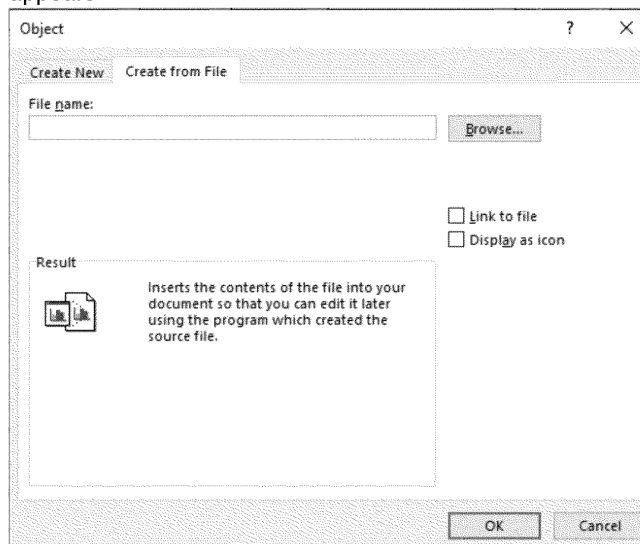 Object ? X
Create New Create from File
File name:
Browse...
Link to file
Display as icon
Result
Inserts the contents of the file into your
document so that you can edit it later
using the program which created the
source file.
OK Cancel